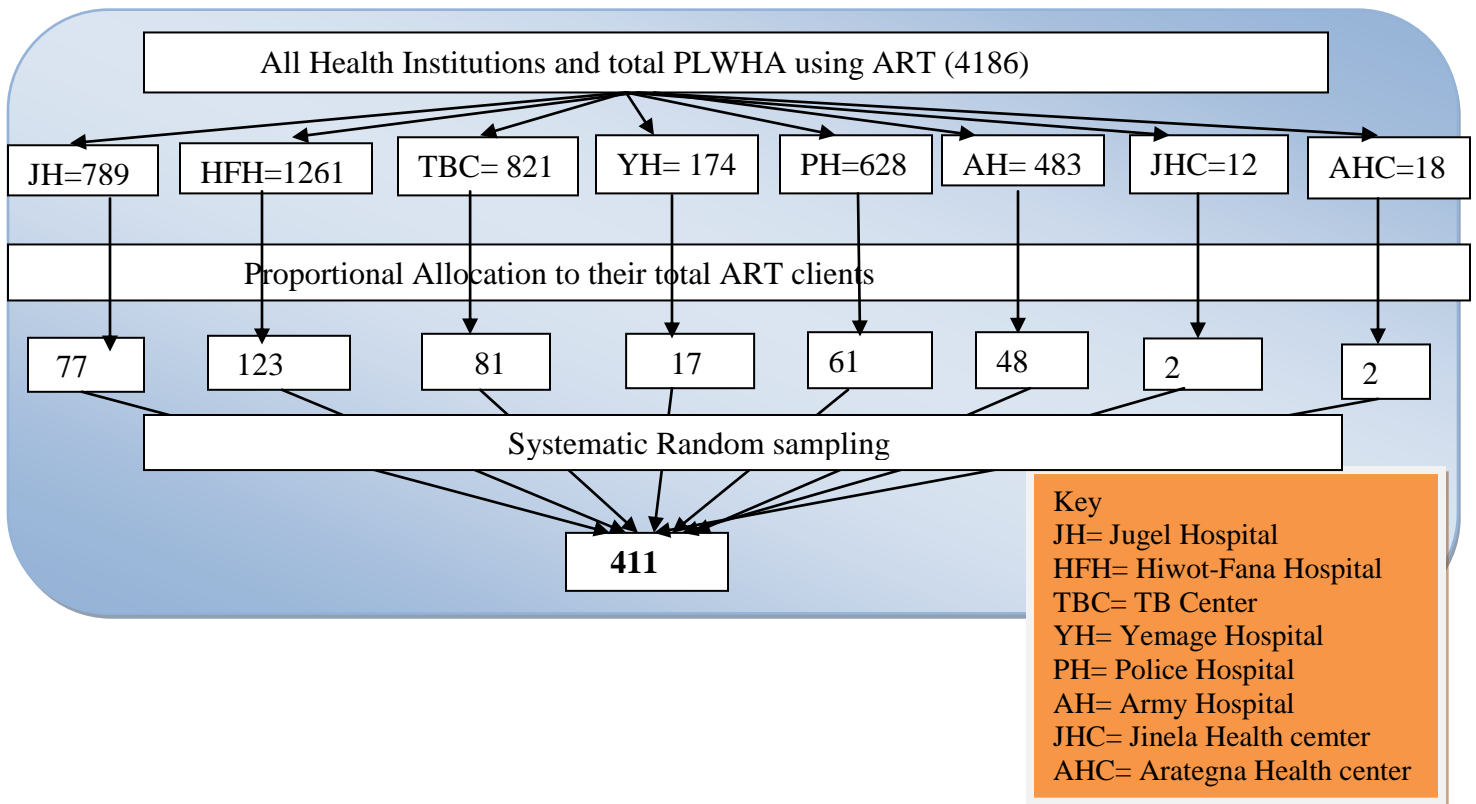 All Health Institutions and total PLWHA using ART (4186)
JH=789
HFH=1261
TBC= 821
YH= 174
PH=628
AH= 483
JHC=12
AHC=18
Proportional Allocation to their total ART clients
77
123
81
17
61
48
2
2
Systematic Random sampling
411
Key
JH= Jugel Hospital
HFH= Hiwot-Fana Hospital
TBC= TB Center
YH= Yemage Hospital
PH= Police Hospital
AH= Army Hospital
JHC= Jinela Health cemter
AHC= Arategna Health center